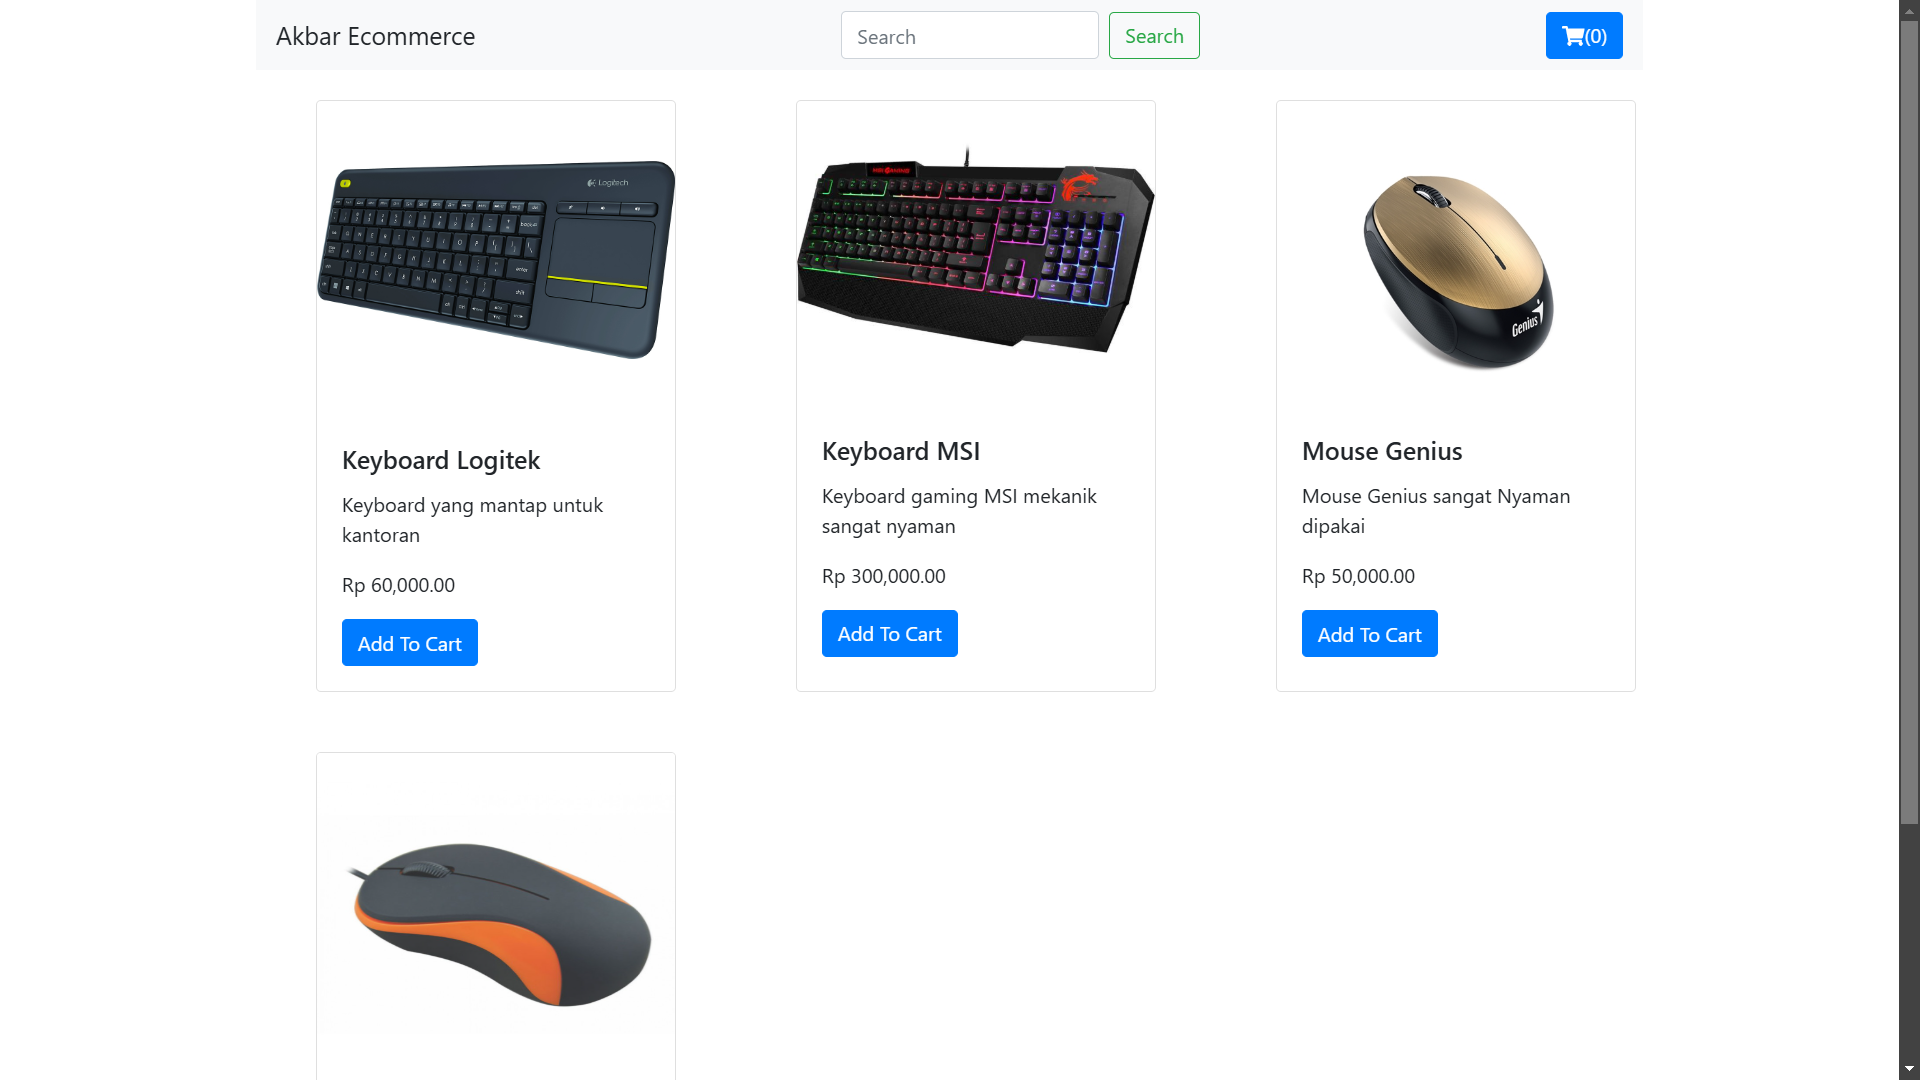 Akbar Ecommerce
Search
Search
(0)
Logitech
MSI GAMING
Genius
Keyboard Logitek
Keyboard yang mantap untuk
kantoran
Rp 60,000.00
Add To Cart
Keyboard MSI
Keyboard gaming MSI mekanik
sangat nyaman
Rp 300,000.00
Add To Cart
Mouse Genius
Mouse Genius sangat Nyaman
dipakai
Rp 50,000.00
Add To Cart